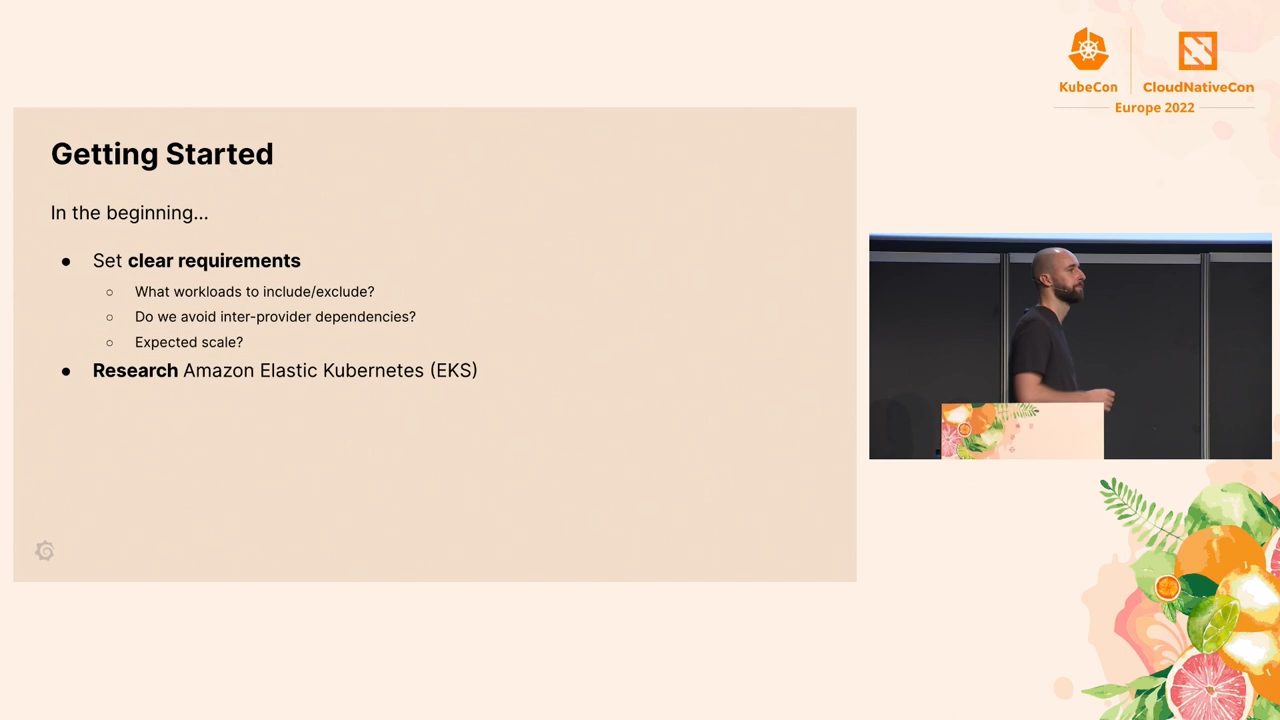 KubeCon
CloudNativeCon
Europe 2022
Getting Started
In the beginning...
● Set clear requirements
○ What workloads to include/exclude?
○ Do we avoid inter-provider dependencies?
○ Expected scale?
● Research Amazon Elastic Kubernetes (EKS)